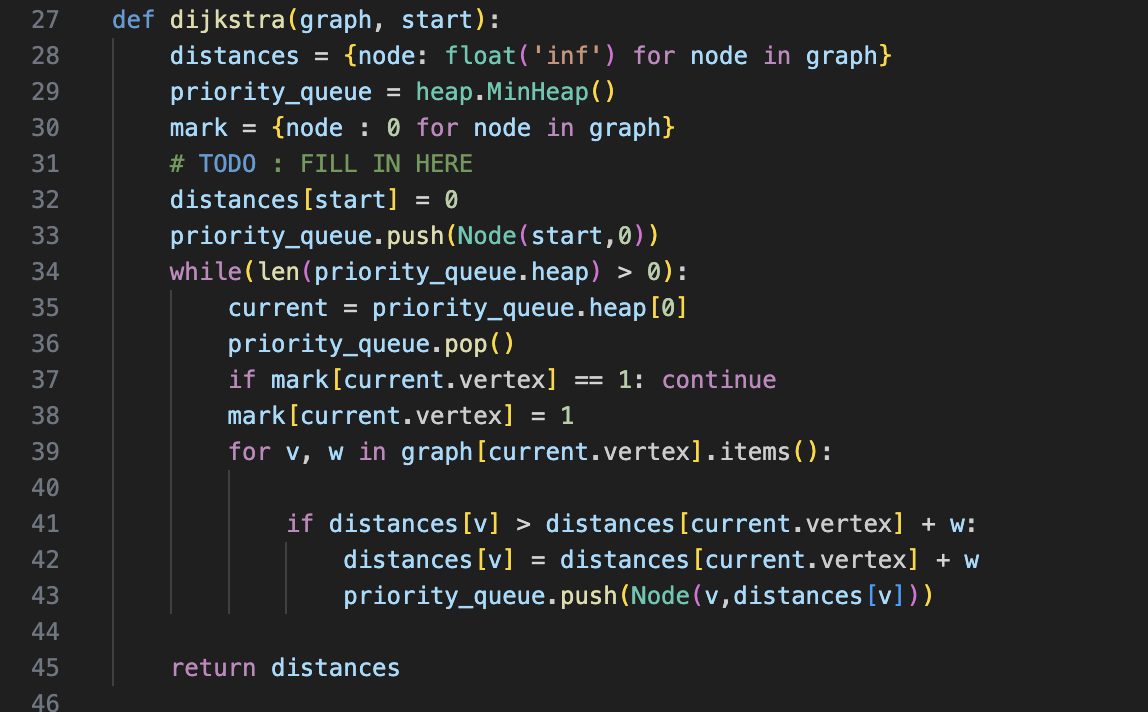 27 def dijkstra(graph, start):
28 distances = {node: float('inf') for node in graph}
29 priority_queue = heap.MinHeap()
30 mark = {node : 0 for node in graph}
31 # TODO : FILL IN HERE
32 distances[start] = 0
33 priority_queue.push(Node(start,0))
34 while(len(priority_queue.heap) > 0):
35 current = priority_queue.heap[0]
36 priority_queue.pop()
37 if mark[current.vertex] == 1: continue
38 mark[current.vertex] = 1
39 for v, w in graph[current.vertex].items():
40
41 if distances[v] > distances[current.vertex] + w:
42 distances[v] = distances[current.vertex] + w
43 priority_queue.push(Node(v,distances[v]))
44
45 return distances
46